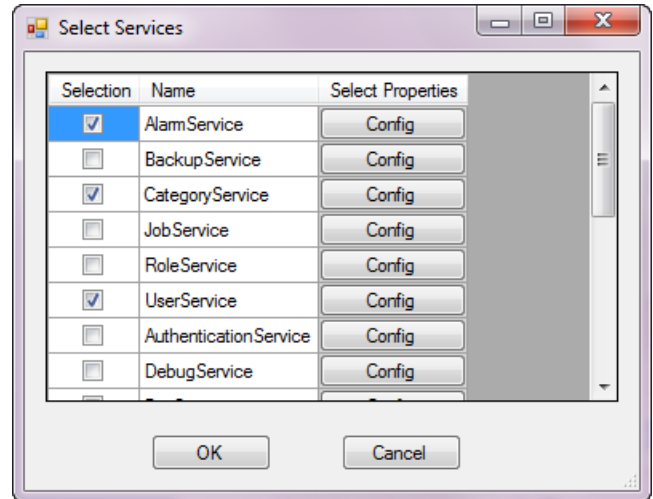 Select Services
Selection Name Select Properties
AlarmService Config
BackupService Config
CategoryService Config
JobService Config
RoleService Config
UserService Config
AuthenticationService Config
DebugService Config
OK Cancel